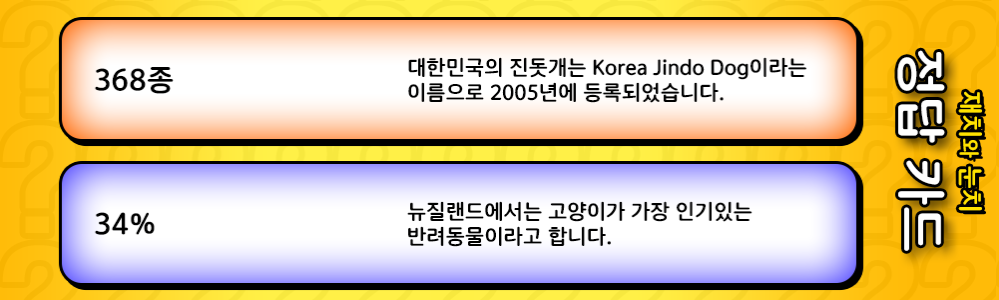 368종
대한민국의 진돗개는 Korea Jindo Dog이라는
이름으로 2005년에 등록되었습니다.
34%
뉴질랜드에서는 고양이가 가장 인기있는
반려동물이라고 합니다.
재치와 눈치
정답 카드